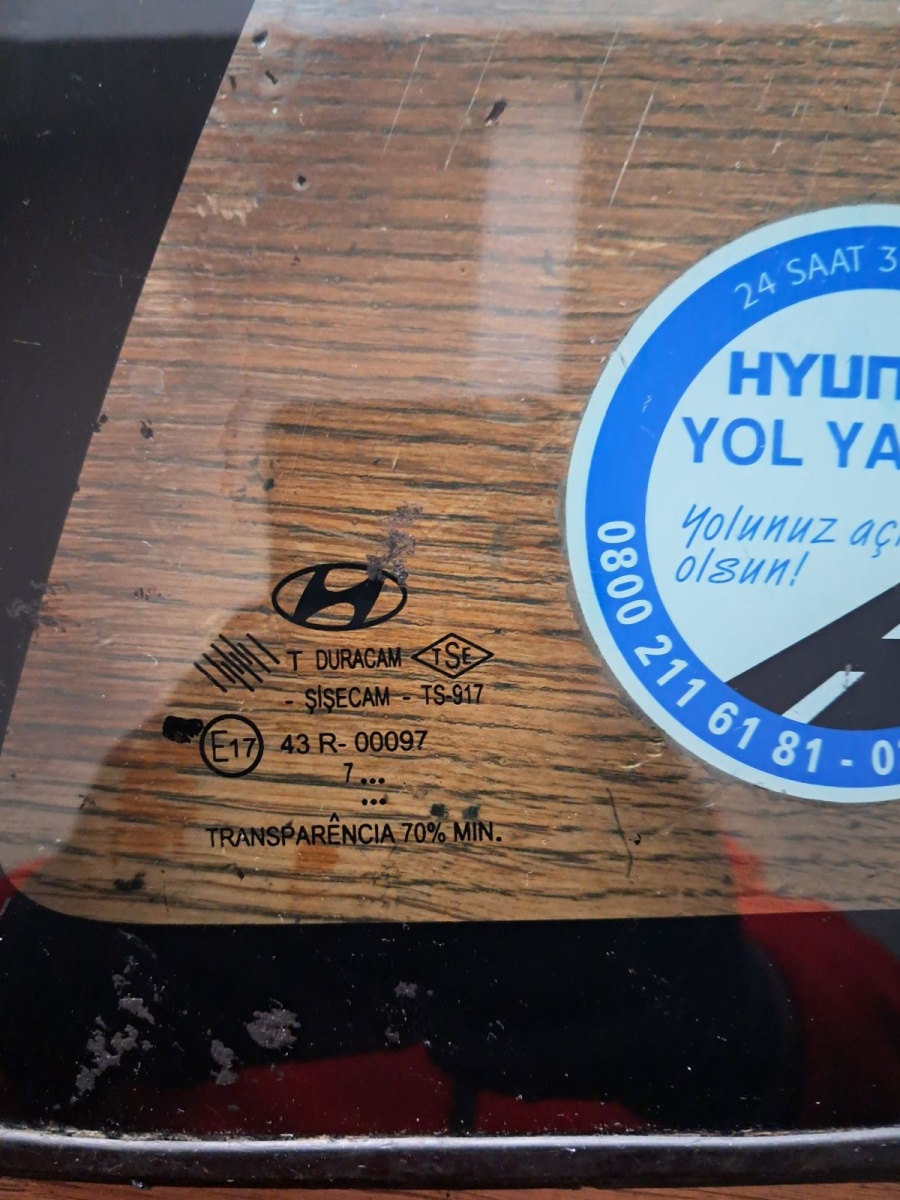 24 SAAT 3
HYUN
YOL YA
Yolunuz açı
olsun!
0800 211 61 81 - 0
T DURACAM TSE
- ŞİŞECAM - TS-917
E17 43 R- 00097
7...
...
TRANSPARÊNCIA 70% MIN.